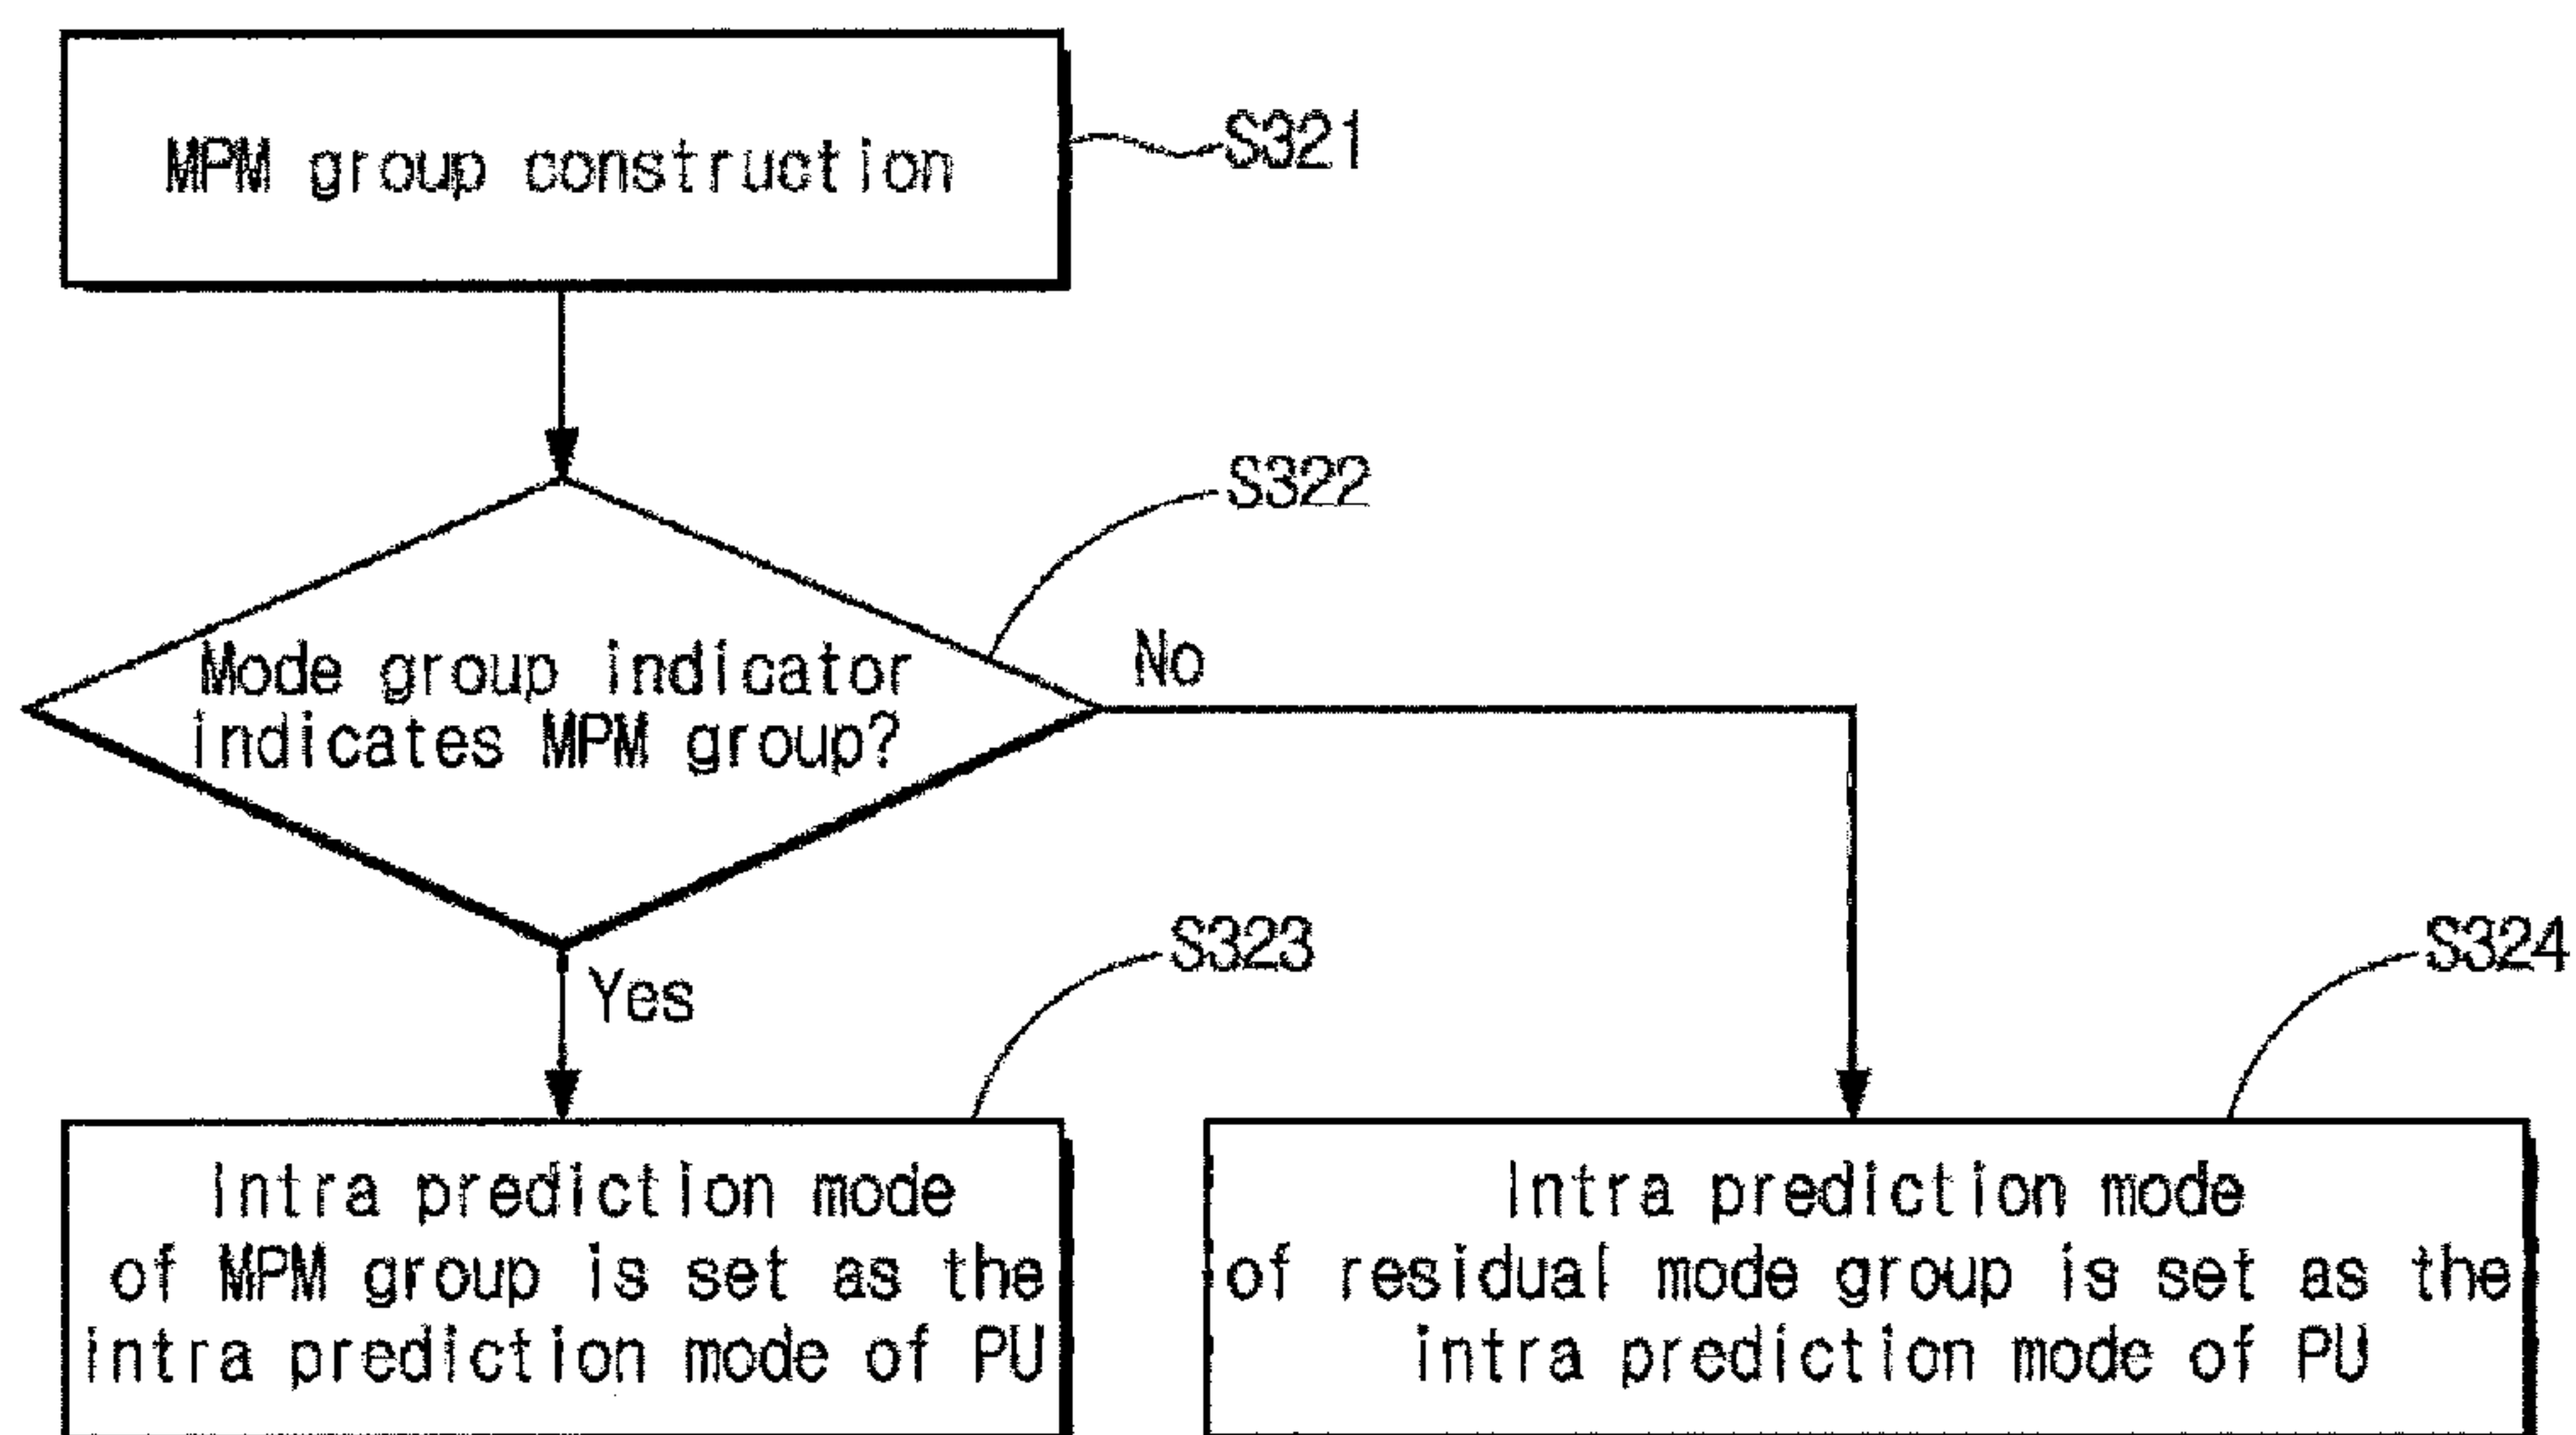 MPM group construction
S321
S322
Mode group indicator
indicates MPM group?
No
Yes
S323
S324
Intra prediction mode
of MPM group is set as the
intra prediction mode of PU
Intra prediction mode
of residual mode group is set as the
intra prediction mode of PU